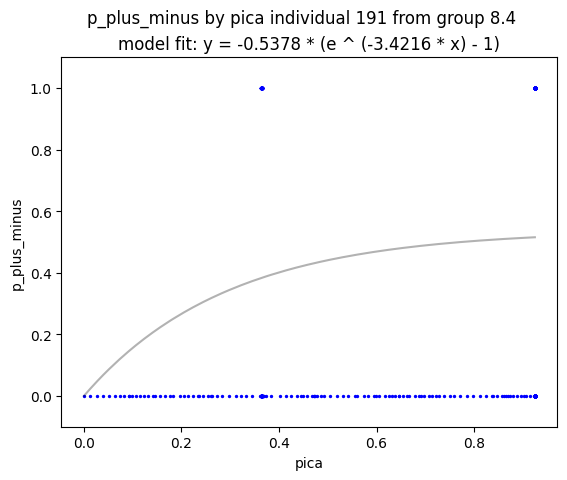 p_plus_minus by pica individual 191 from group 8.4
model fit: y = -0.5378 * (e ^ (-3.4216 * x) - 1)
1.0
0.8
0.6
0.4
0.2
0.0
p_plus_minus
0.0 0.2 0.4 0.6 0.8
pica